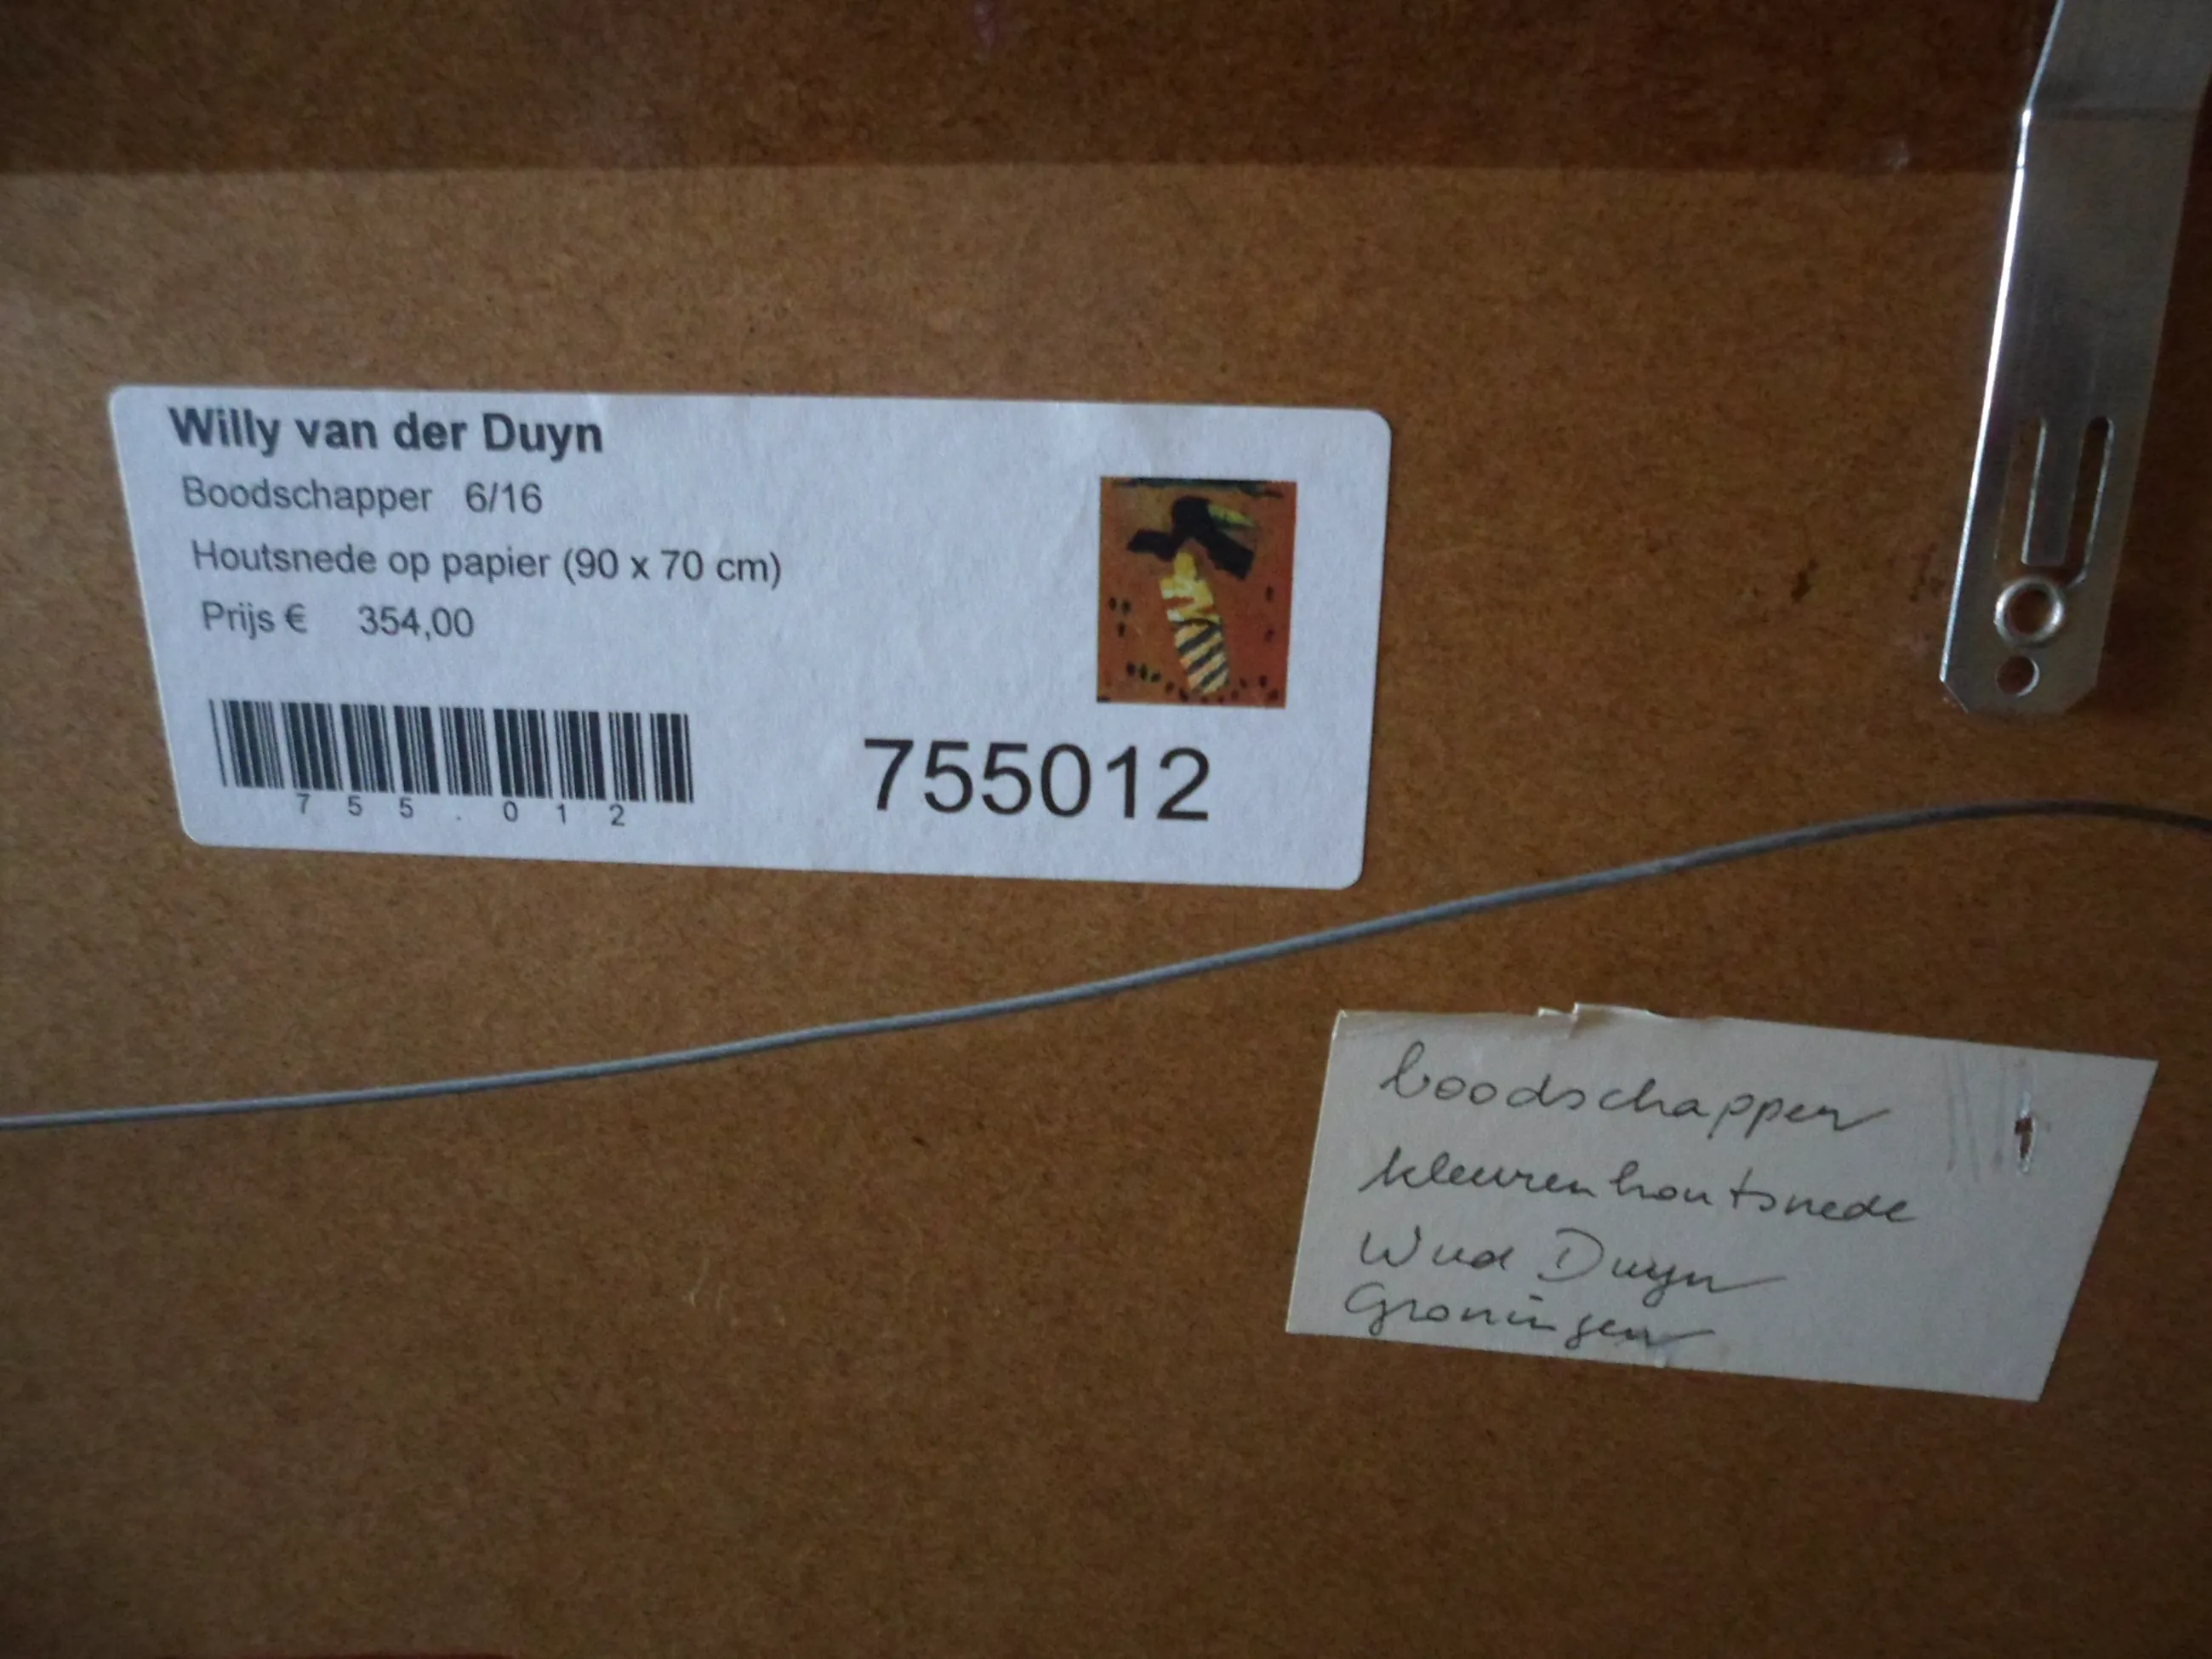 Willy van der Duyn
Boodschapper 6/16
Houtsnede op papier (90 x 70 cm)
Prijs € 354,00
755.012
755012
boodschapper
kleurenhoutsnede
WvdDuyn
Groningen